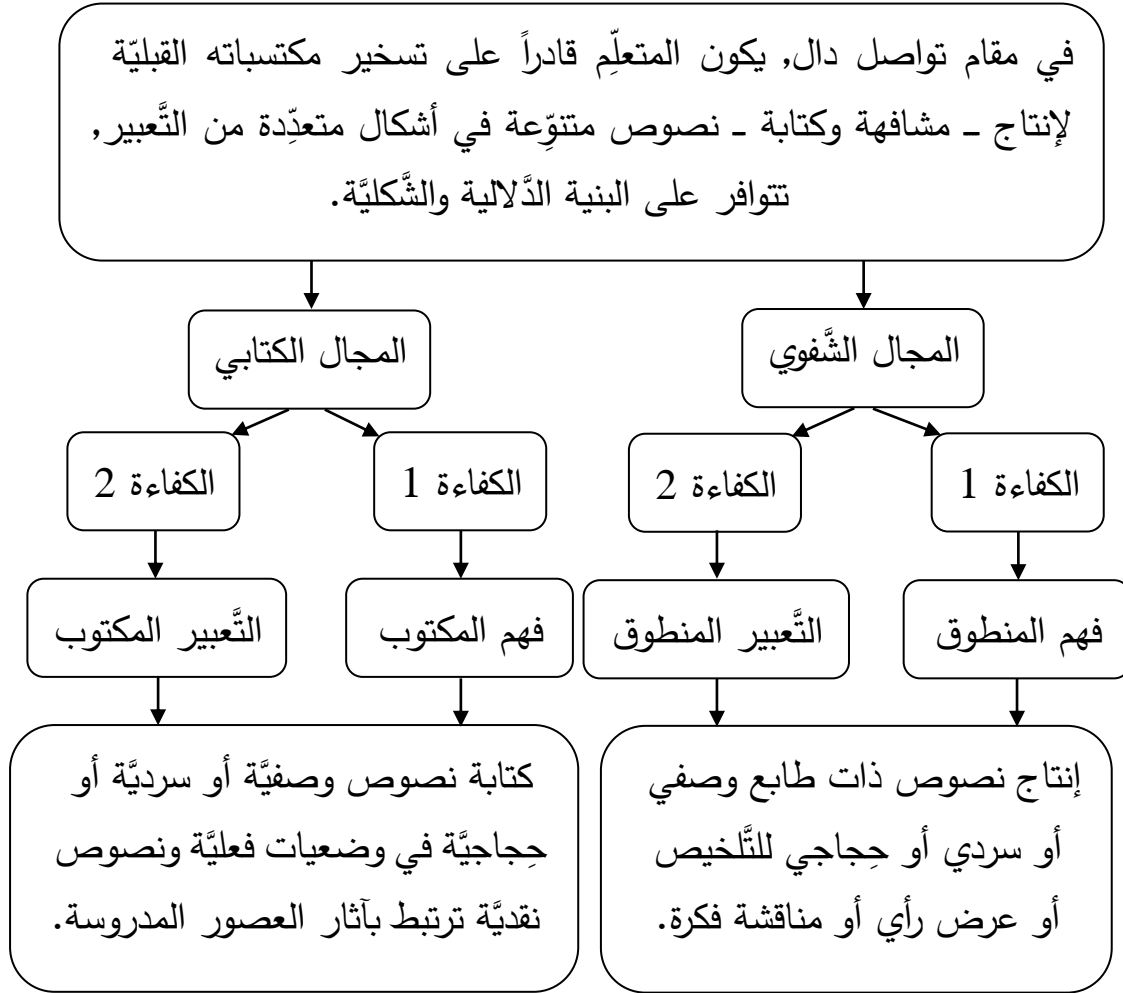 في مقام تواصل دال, يكون المتعلِّم قادراً على تسخير مكتسباته القبليّة
لإنتاج ـ مشافهة وكتابة ـ نصوص متنوِّعة في أشكال متعدِّدة من التَّعبير,
تتوافر على البنية الدَّلالية والشَّكليَّة.
المجال الشَّفوي
المجال الكتابي
الكفاءة 1
الكفاءة 2
الكفاءة 1
الكفاءة 2
فهم المنطوق
التَّعبير المنطوق
فهم المكتوب
التَّعبير المكتوب
إنتاج نصوص ذات طابع وصفي
أو سردي أو حِجاجي للتَّلخيص
أو عرض رأي أو مناقشة فكرة.
كتابة نصوص وصفيَّة أو سرديَّة أو
حِجاجيَّة في وضعيات فعليَّة ونصوص
نقديَّة ترتبط بآثار العصور المدروسة.